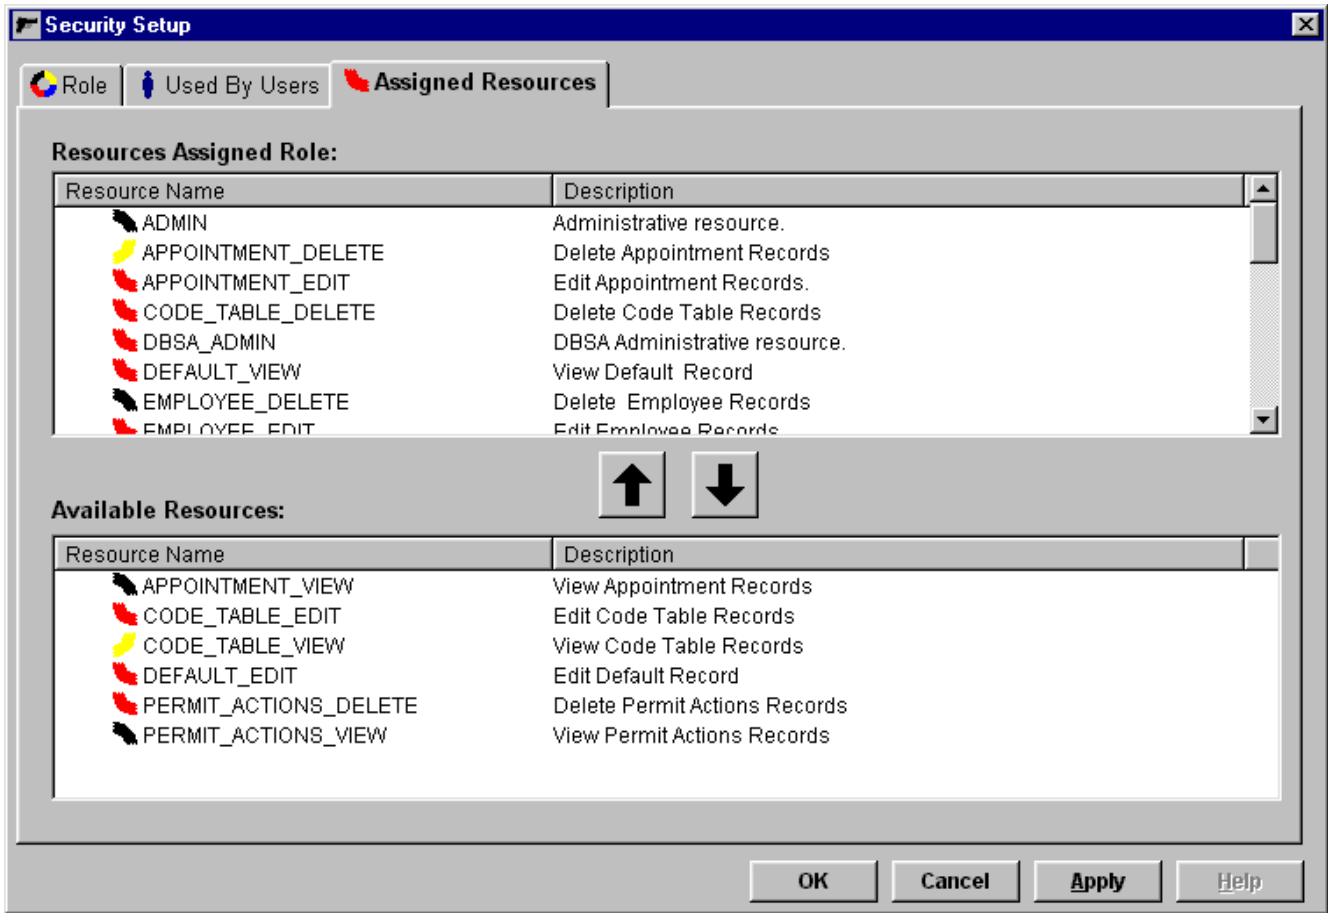 Security Setup
Role Used By Users Assigned Resources
Resources Assigned Role:
Resource Name Description
ADMIN Administrative resource.
APPOINTMENT_DELETE Delete Appointment Records
APPOINTMENT_EDIT Edit Appointment Records.
CODE_TABLE_DELETE Delete Code Table Records
DBSA_ADMIN DBSA Administrative resource.
DEFAULT_VIEW View Default Record
EMPLOYEE_DELETE Delete Employee Records
EMPLOYEE_EDIT Edit Employee Records
Available Resources:
Resource Name Description
APPOINTMENT_VIEW View Appointment Records
CODE_TABLE_EDIT Edit Code Table Records
CODE_TABLE_VIEW View Code Table Records
DEFAULT_EDIT Edit Default Record
PERMIT_ACTIONS_DELETE Delete Permit Actions Records
PERMIT_ACTIONS_VIEW View Permit Actions Records
OK Cancel Apply Help